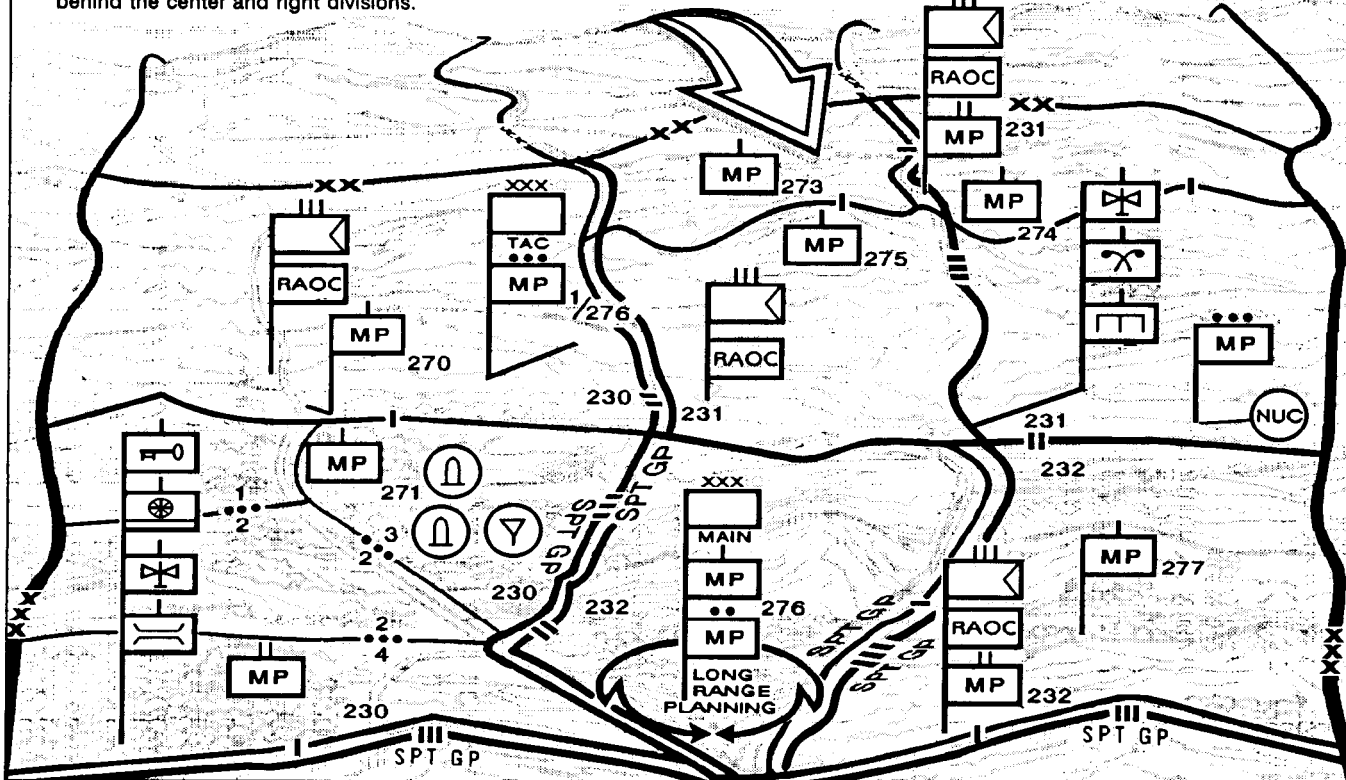 behind the center and right divisions.
RAOC
XX
MP 231
XX
MP 273
MP 274
XX
XXX
TAC
MP 1/276
MP 275
RAOC
MP 270
RAOC
MP
NUC
230 231
231
232
MP 271
SPT GP
SPT GP
XXX
MAIN
1
2
3
2
MP 276
MP
MP 277
230 232
SPT GP
SPT GP
RAOC
XXX
XXX
2
4
MP 230
LONG
RANGE
PLANNING
MP 232
SPT GP
SPT GP